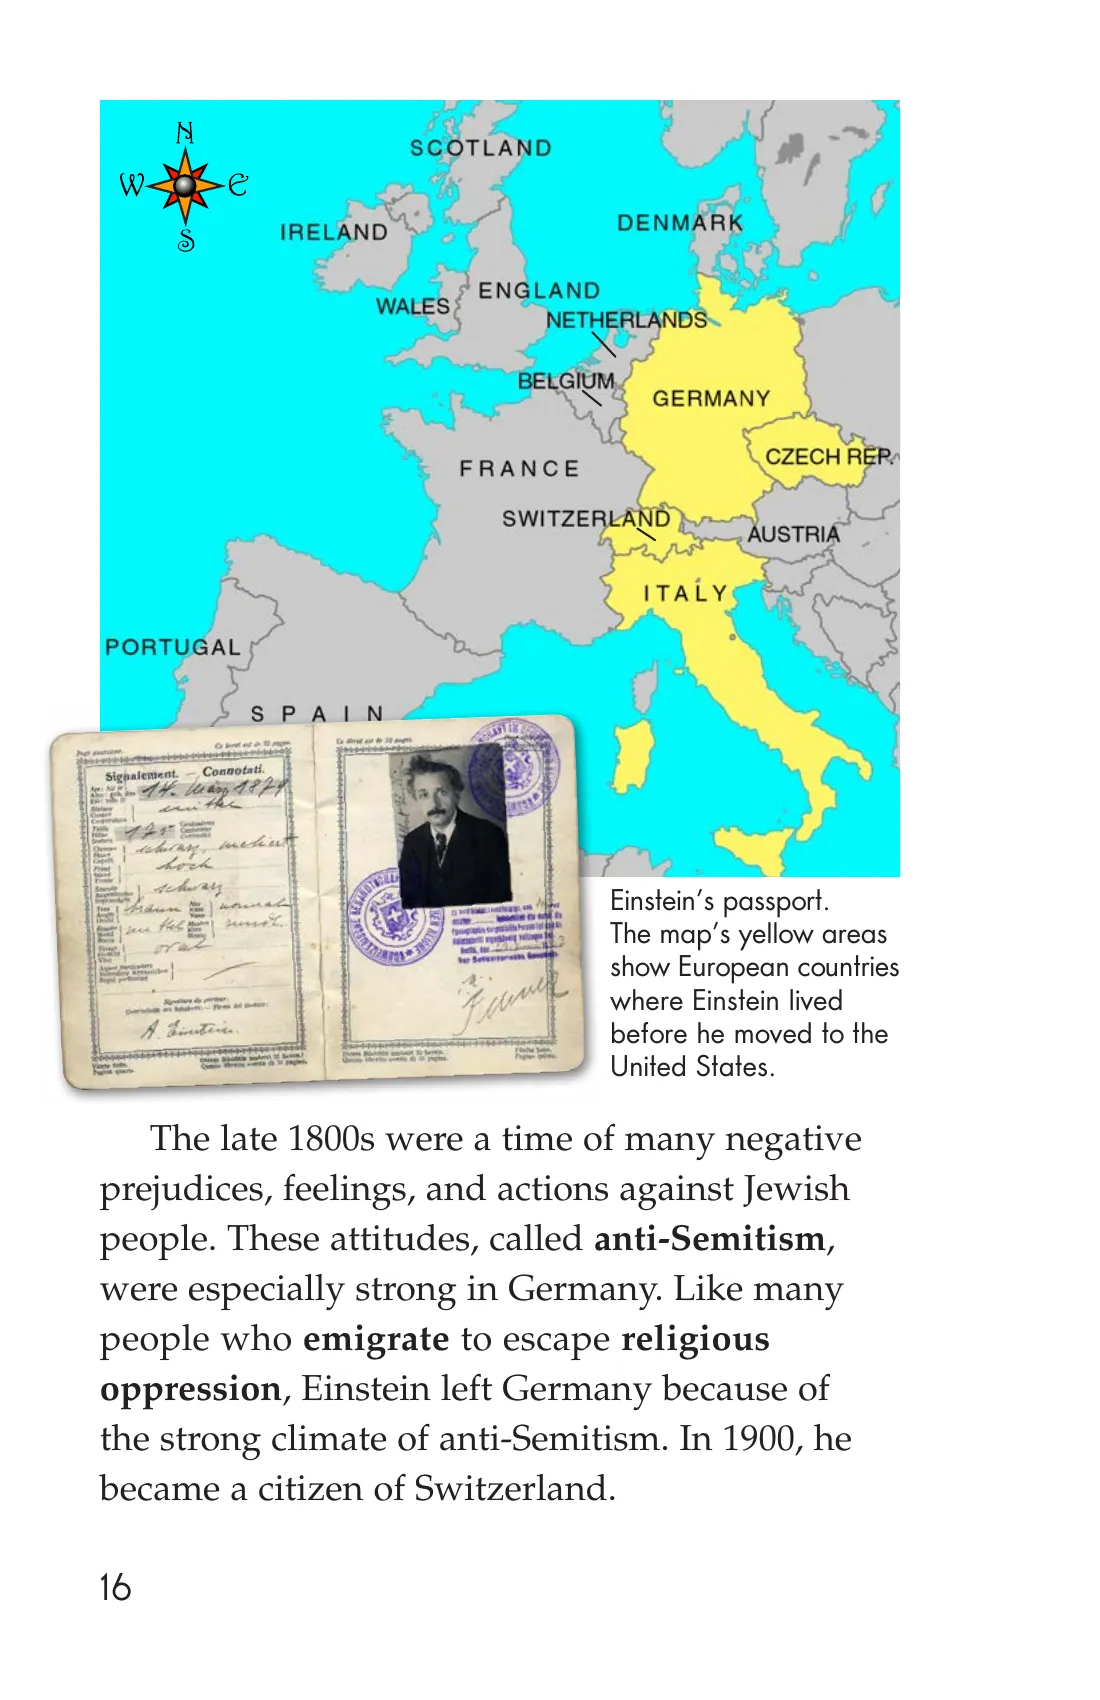 N
W E
S
SCOTLAND
IRELAND
DENMARK
ENGLAND
WALES
NETHERLANDS
BELGIUM
GERMANY
CZECH REP.
FRANCE
SWITZERLAND
AUSTRIA
ITALY
PORTUGAL
SPAIN
Signalement. — Connotati.
14. März 1879
mittel
175
schwarz, meliert
hoch
schwarz
braun
normal
mittel
oval
A. Einstein.
Einstein's passport.
The map's yellow areas
show European countries
where Einstein lived
before he moved to the
United States.
The late 1800s were a time of many negative
prejudices, feelings, and actions against Jewish
people. These attitudes, called anti-Semitism,
were especially strong in Germany. Like many
people who emigrate to escape religious
oppression, Einstein left Germany because of
the strong climate of anti-Semitism. In 1900, he
became a citizen of Switzerland.
16